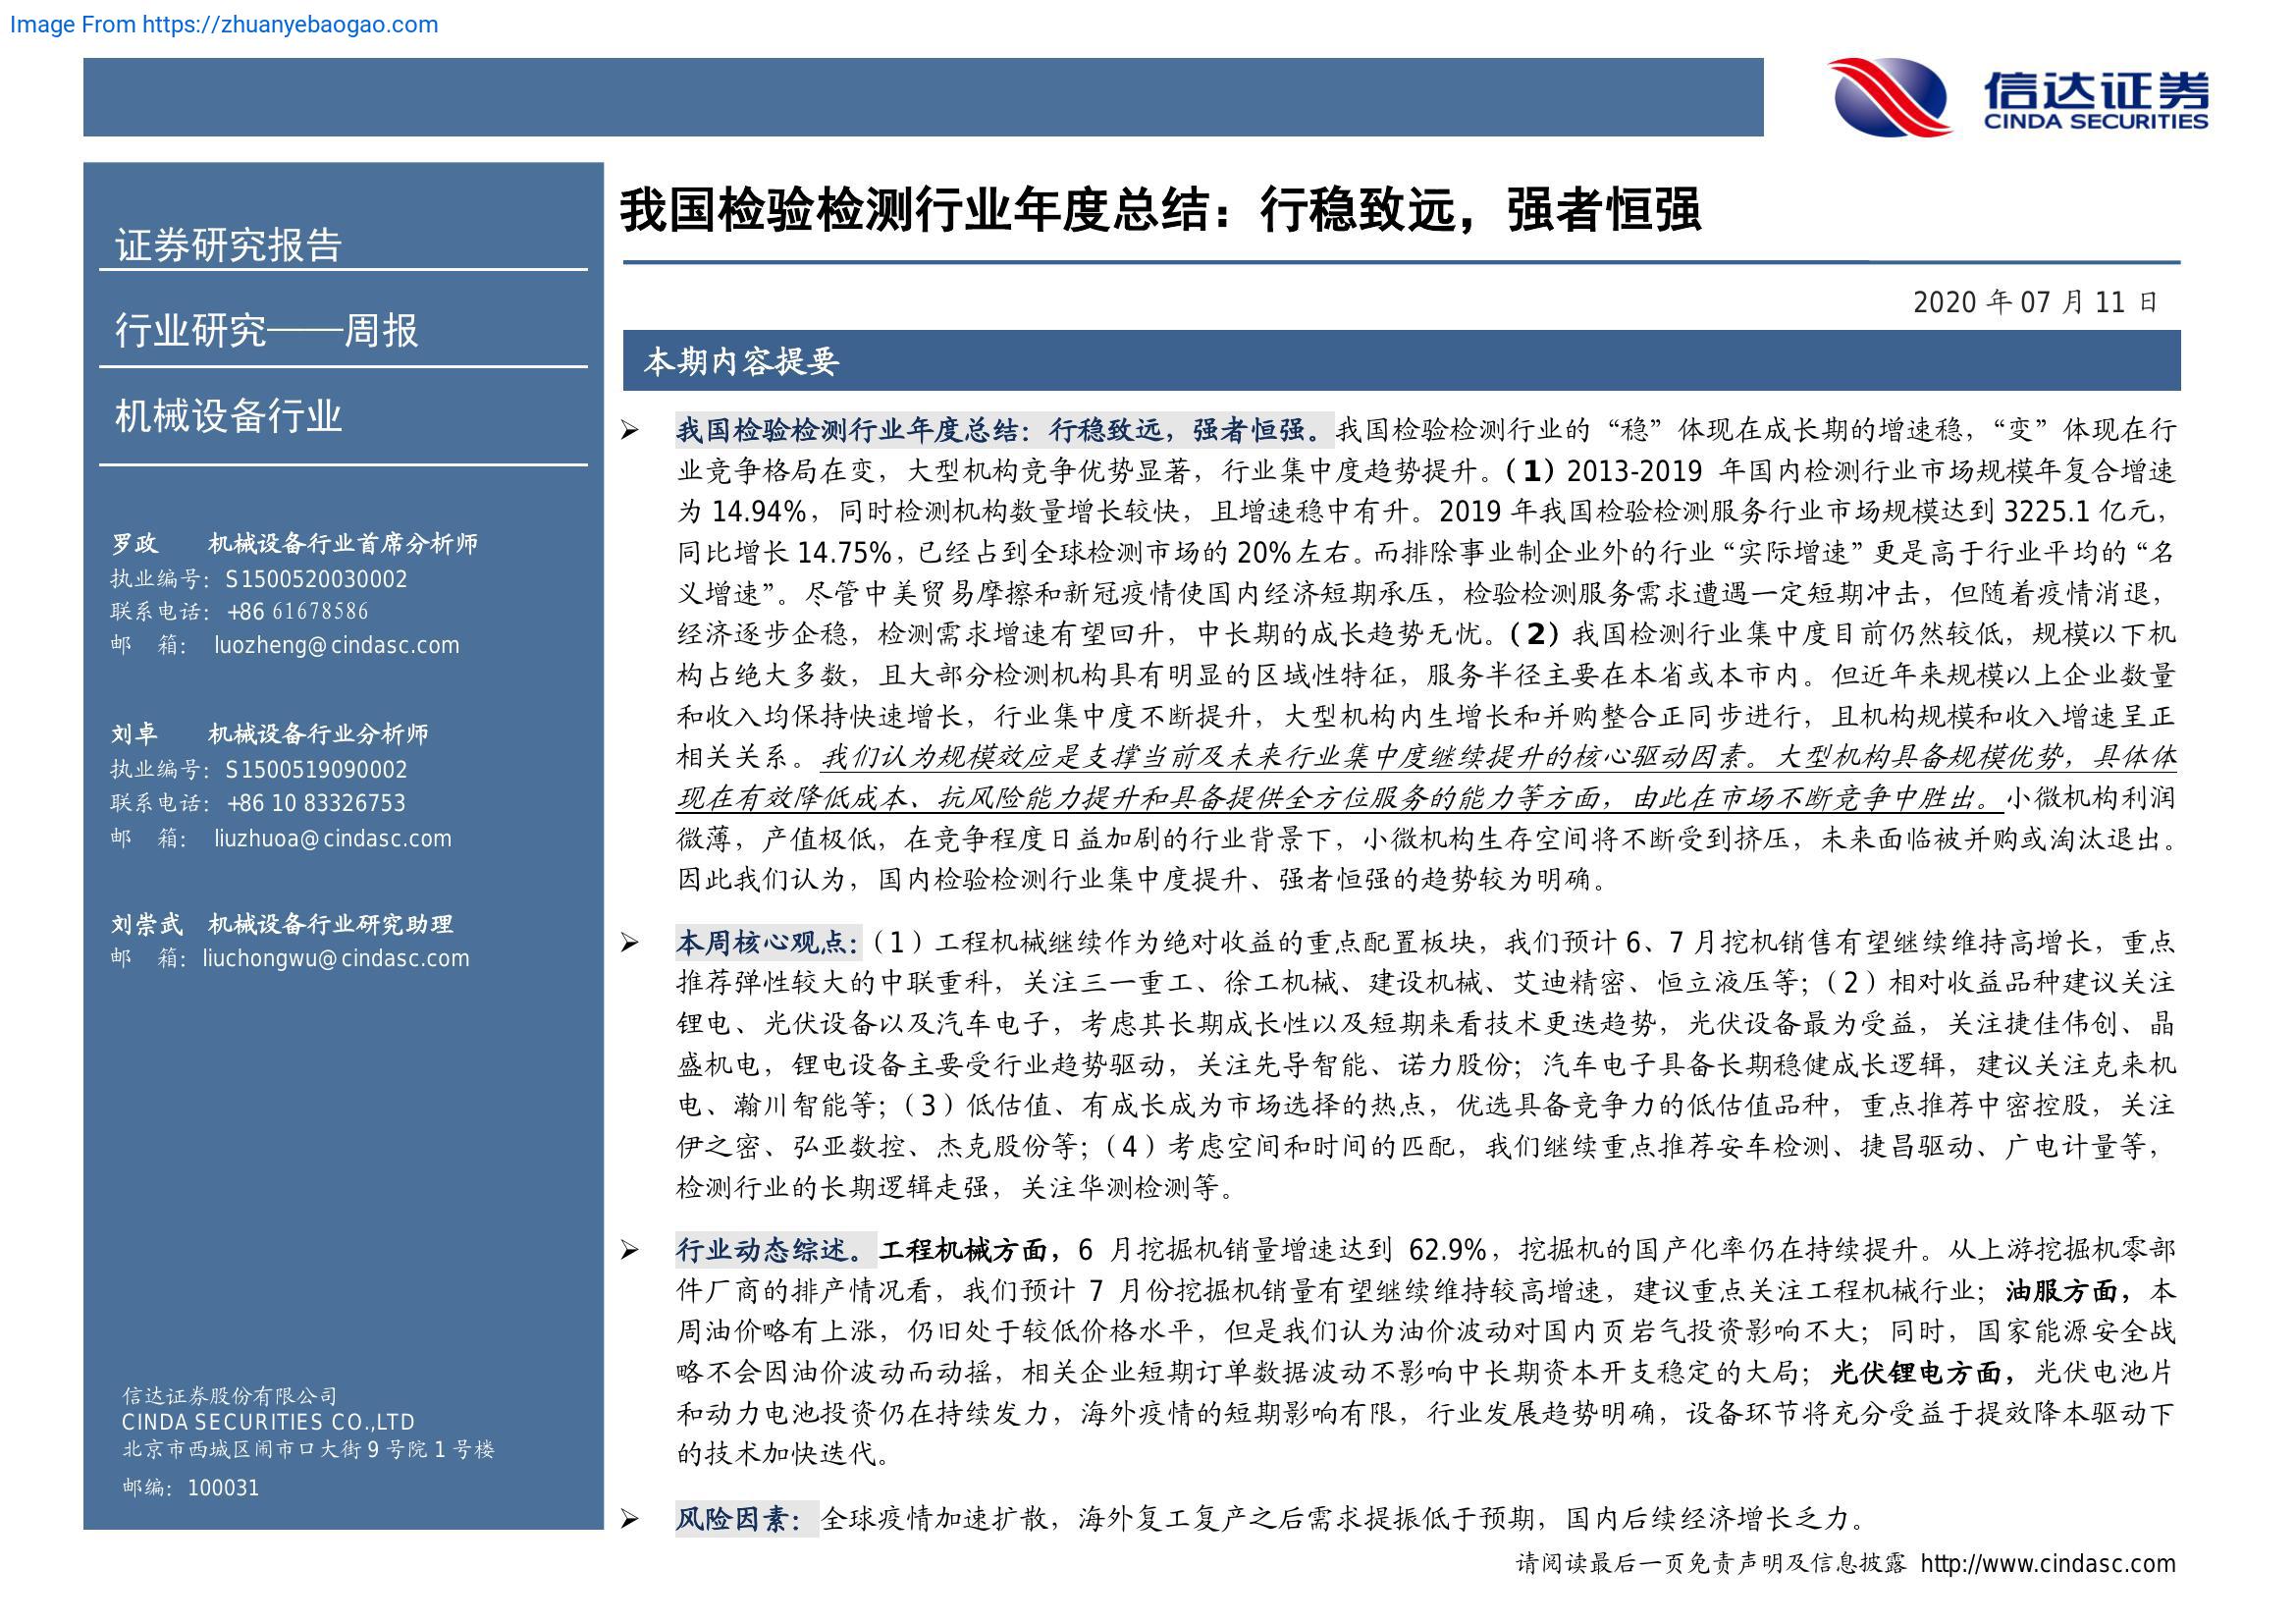 Image From https://zhuanyebaogao.com
信达证券
CINDA SECURITIES
证券研究报告
行业研究——周报
机械设备行业
罗政 机械设备行业首席分析师
执业编号：S1500520030002
联系电话：+86 61678586
邮 箱： luozheng@cindasc.com
刘卓 机械设备行业分析师
执业编号：S1500519090002
联系电话：+86 10 83326753
邮 箱： liuzhuoa@cindasc.com
刘崇武 机械设备行业研究助理
邮 箱：liuchongwu@cindasc.com
信达证券股份有限公司
CINDA SECURITIES CO.,LTD
北京市西城区闹市口大街9号院1号楼
邮编：100031
我国检验检测行业年度总结：行稳致远，强者恒强
2020 年 07 月 11 日
本期内容提要
➢ 我国检验检测行业年度总结：行稳致远，强者恒强。我国检验检测行业的“稳”体现在成长期的增速稳，“变”体现在行
业竞争格局在变，大型机构竞争优势显著，行业集中度趋势提升。（1）2013-2019 年国内检测行业市场规模年复合增速
为 14.94%，同时检测机构数量增长较快，且增速稳中有升。2019 年我国检验检测服务行业市场规模达到 3225.1 亿元，
同比增长 14.75%，已经占到全球检测市场的 20%左右。而排除事业制企业外的行业“实际增速”更是高于行业平均的“名
义增速”。尽管中美贸易摩擦和新冠疫情使国内经济短期承压，检验检测服务需求遭遇一定短期冲击，但随着疫情消退，
经济逐步企稳，检测需求增速有望回升，中长期的成长趋势无忧。（2）我国检测行业集中度目前仍然较低，规模以下机
构占绝大多数，且大部分检测机构具有明显的区域性特征，服务半径主要在本省或本市内。但近年来规模以上企业数量
和收入均保持快速增长，行业集中度不断提升，大型机构内生增长和并购整合正同步进行，且机构规模和收入增速呈正
相关关系。我们认为规模效应是支撑当前及未来行业集中度继续提升的核心驱动因素。大型机构具备规模优势，具体体
现在有效降低成本、抗风险能力提升和具备提供全方位服务的能力等方面，由此在市场不断竞争中胜出。小微机构利润
微薄，产值极低，在竞争程度日益加剧的行业背景下，小微机构生存空间将不断受到挤压，未来面临被并购或淘汰退出。
因此我们认为，国内检验检测行业集中度提升、强者恒强的趋势较为明确。
➢ 本周核心观点：（1）工程机械继续作为绝对收益的重点配置板块，我们预计 6、7 月挖机销售有望继续维持高增长，重点
推荐弹性较大的中联重科，关注三一重工、徐工机械、建设机械、艾迪精密、恒立液压等；（2）相对收益品种建议关注
锂电、光伏设备以及汽车电子，考虑其长期成长性以及短期来看技术更迭趋势，光伏设备最为受益，关注捷佳伟创、晶
盛机电，锂电设备主要受行业趋势驱动，关注先导智能、诺力股份；汽车电子具备长期稳健成长逻辑，建议关注克来机
电、瀚川智能等；（3）低估值、有成长成为市场选择的热点，优选具备竞争力的低估值品种，重点推荐中密控股，关注
伊之密、弘亚数控、杰克股份等；（4）考虑空间和时间的匹配，我们继续重点推荐安车检测、捷昌驱动、广电计量等，
检测行业的长期逻辑走强，关注华测检测等。
➢ 行业动态综述。工程机械方面，6 月挖掘机销量增速达到 62.9%，挖掘机的国产化率仍在持续提升。从上游挖掘机零部
件厂商的排产情况看，我们预计 7 月份挖掘机销量有望继续维持较高增速，建议重点关注工程机械行业；油服方面，本
周油价略有上涨，仍旧处于较低价格水平，但是我们认为油价波动对国内页岩气投资影响不大；同时，国家能源安全战
略不会因油价波动而动摇，相关企业短期订单数据波动不影响中长期资本开支稳定的大局；光伏锂电方面，光伏电池片
和动力电池投资仍在持续发力，海外疫情的短期影响有限，行业发展趋势明确，设备环节将充分受益于提效降本驱动下
的技术加快迭代。
➢ 风险因素：全球疫情加速扩散，海外复工复产之后需求提振低于预期，国内后续经济增长乏力。
请阅读最后一页免责声明及信息披露 http://www.cindasc.com